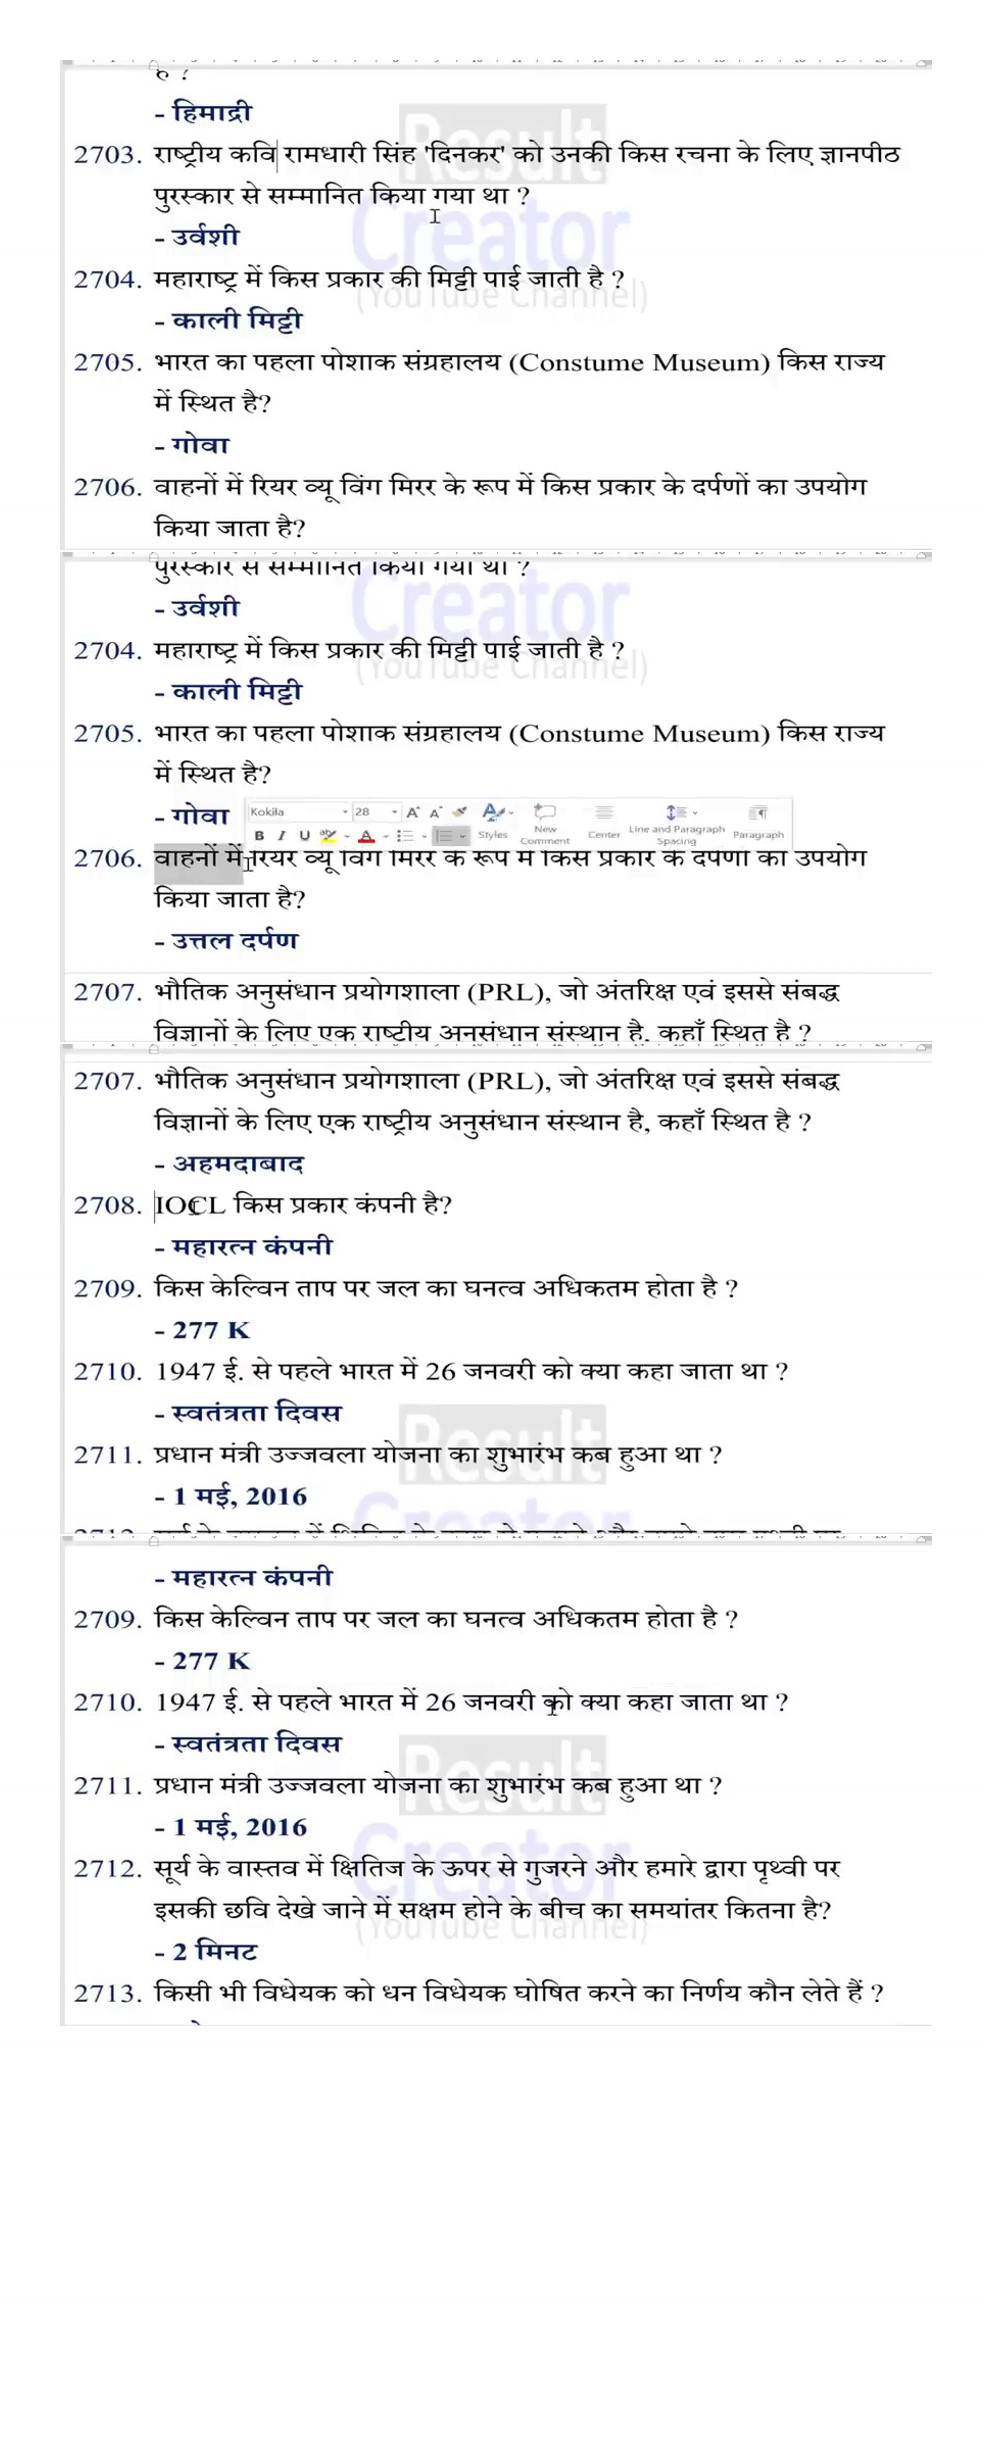 है ?
- हिमाद्री
Result
2703. राष्ट्रीय कवि रामधारी सिंह 'दिनकर' को उनकी किस रचना के लिए ज्ञानपीठ
पुरस्कार से सम्मानित किया गया था ?
Creator
- उर्वशी
2704. महाराष्ट्र में किस प्रकार की मिट्टी पाई जाती है ?
(YouTube Channel)
- काली मिट्टी
2705. भारत का पहला पोशाक संग्रहालय (Constume Museum) किस राज्य
में स्थित है?
- गोवा
2706. वाहनों में रियर व्यू विंग मिरर के रूप में किस प्रकार के दर्पणों का उपयोग
किया जाता है?
पुरस्कार से सम्मानित किया गया था ?
Creator
- उर्वशी
2704. महाराष्ट्र में किस प्रकार की मिट्टी पाई जाती है ?
(YouTube Channel)
- काली मिट्टी
2705. भारत का पहला पोशाक संग्रहालय (Constume Museum) किस राज्य
में स्थित है?
- गोवा
Kokila 28
B I U Styles New Comment Center Line and Paragraph Spacing Paragraph
2706. वाहनों में रियर व्यू विंग मिरर के रूप में किस प्रकार के दर्पणों का उपयोग
किया जाता है?
- उत्तल दर्पण
2707. भौतिक अनुसंधान प्रयोगशाला (PRL), जो अंतरिक्ष एवं इससे संबद्ध
विज्ञानों के लिए एक राष्ट्रीय अनुसंधान संस्थान है, कहाँ स्थित है ?
2707. भौतिक अनुसंधान प्रयोगशाला (PRL), जो अंतरिक्ष एवं इससे संबद्ध
विज्ञानों के लिए एक राष्ट्रीय अनुसंधान संस्थान है, कहाँ स्थित है ?
- अहमदाबाद
2708. IOCL किस प्रकार कंपनी है?
- महारत्न कंपनी
2709. किस केल्विन ताप पर जल का घनत्व अधिकतम होता है ?
- 277 K
2710. 1947 ई. से पहले भारत में 26 जनवरी को क्या कहा जाता था ?
- स्वतंत्रता दिवस
Result
2711. प्रधान मंत्री उज्जवला योजना का शुभारंभ कब हुआ था ?
- 1 मई, 2016
Creator
- महारत्न कंपनी
2709. किस केल्विन ताप पर जल का घनत्व अधिकतम होता है ?
- 277 K
2710. 1947 ई. से पहले भारत में 26 जनवरी को क्या कहा जाता था ?
- स्वतंत्रता दिवस
Result
2711. प्रधान मंत्री उज्जवला योजना का शुभारंभ कब हुआ था ?
- 1 मई, 2016
Creator
2712. सूर्य के वास्तव में क्षितिज के ऊपर से गुजरने और हमारे द्वारा पृथ्वी पर
इसकी छवि देखे जाने में सक्षम होने के बीच का समयांतर कितना है?
(YouTube Channel)
- 2 मिनट
2713. किसी भी विधेयक को धन विधेयक घोषित करने का निर्णय कौन लेते हैं ?